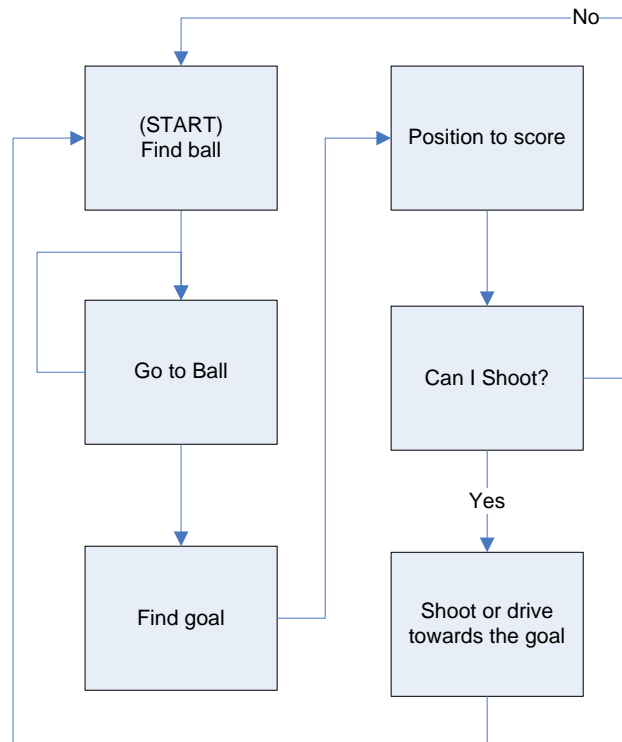 No
(START)
Find ball
Position to score
Go to Ball
Can I Shoot?
Yes
Find goal
Shoot or drive
towards the goal